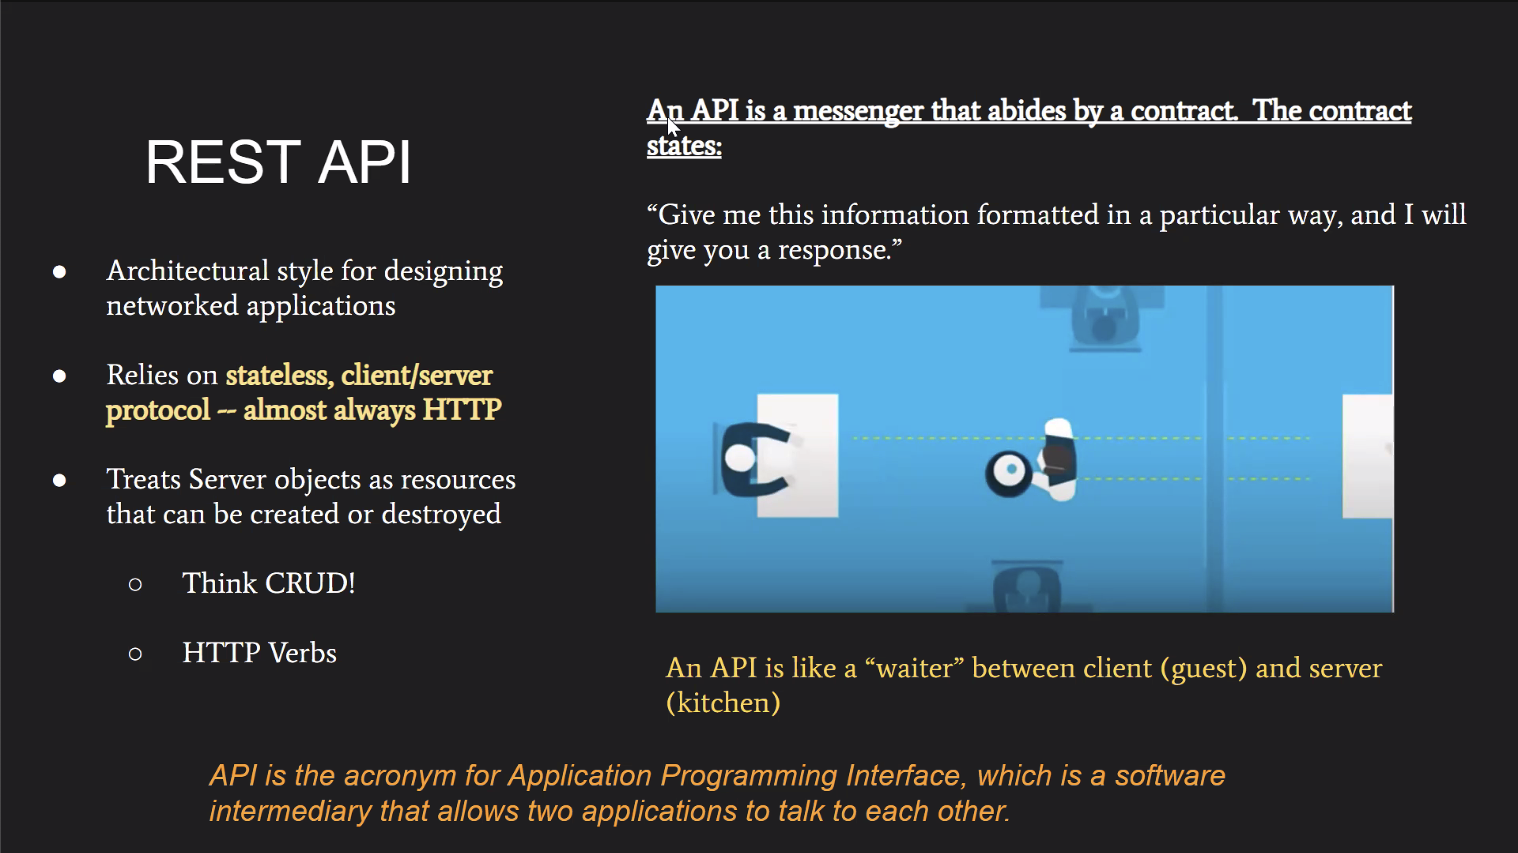 REST API
● Architectural style for designing
networked applications
● Relies on stateless, client/server
protocol -- almost always HTTP
● Treats Server objects as resources
that can be created or destroyed
○ Think CRUD!
○ HTTP Verbs
An API is a messenger that abides by a contract. The contract
states:
“Give me this information formatted in a particular way, and I will
give you a response.”
An API is like a “waiter” between client (guest) and server
(kitchen)
API is the acronym for Application Programming Interface, which is a software
intermediary that allows two applications to talk to each other.